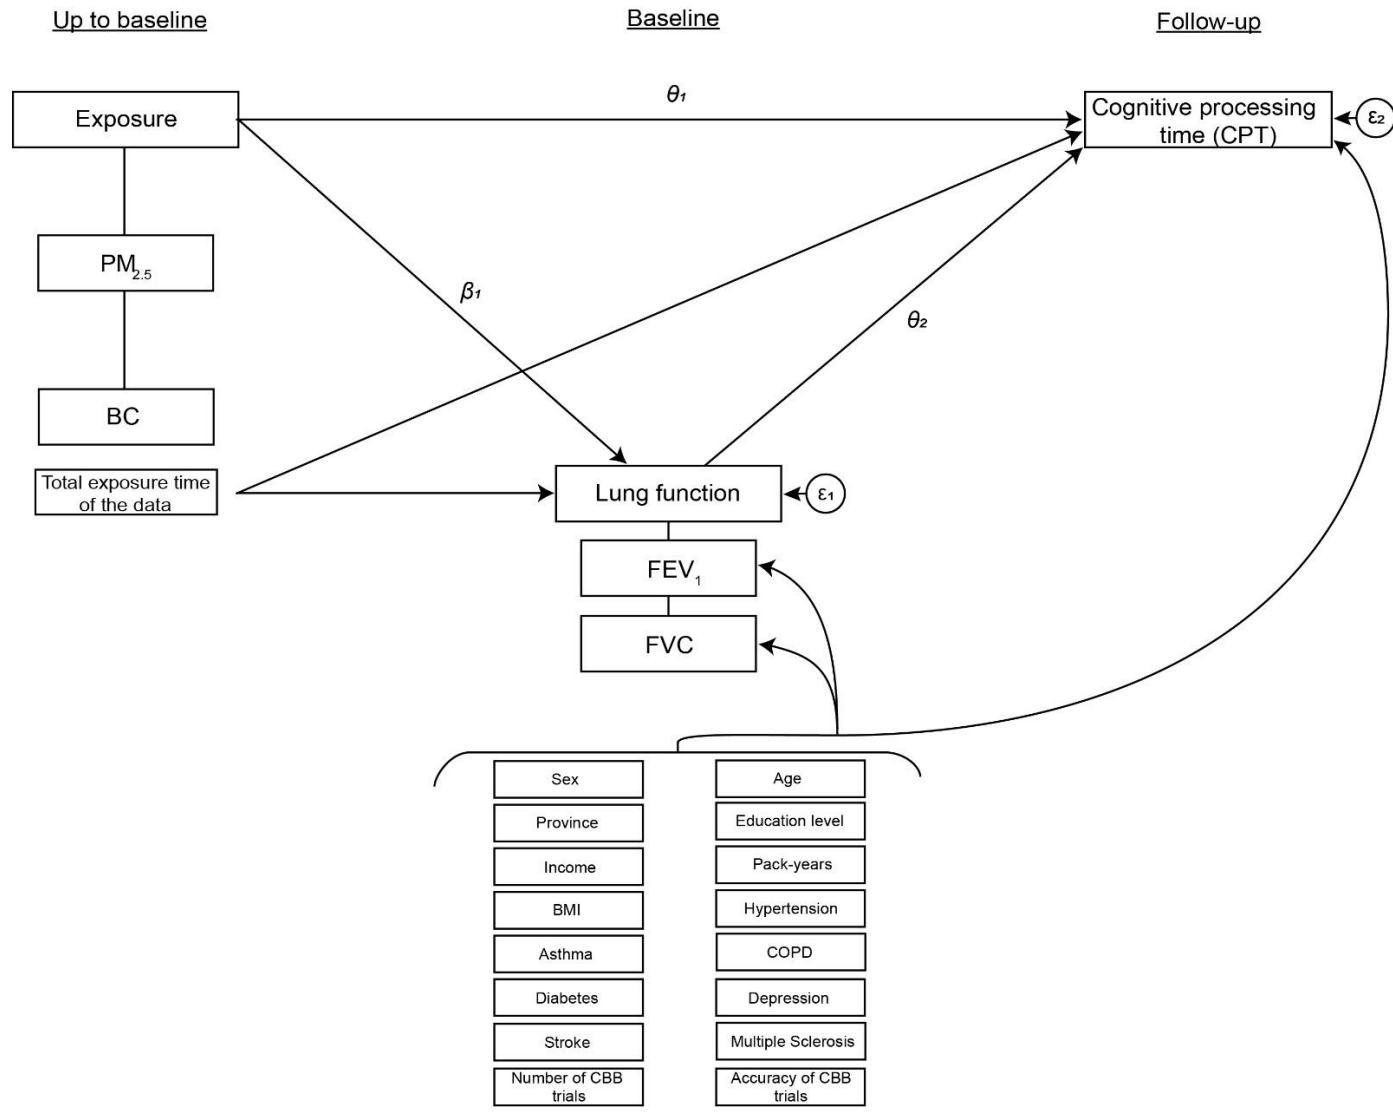 Up to baseline
Baseline
Follow-up
Exposure
θ₁
Cognitive processing
time (CPT)
ε₂
PM₂.₅
β₁
θ₂
BC
Total exposure time
of the data
Lung function
ε₁
FEV₁
FVC
Sex
Age
Province
Education level
Income
Pack-years
BMI
Hypertension
Asthma
COPD
Diabetes
Depression
Stroke
Multiple Sclerosis
Number of CBB
trials
Accuracy of CBB
trials